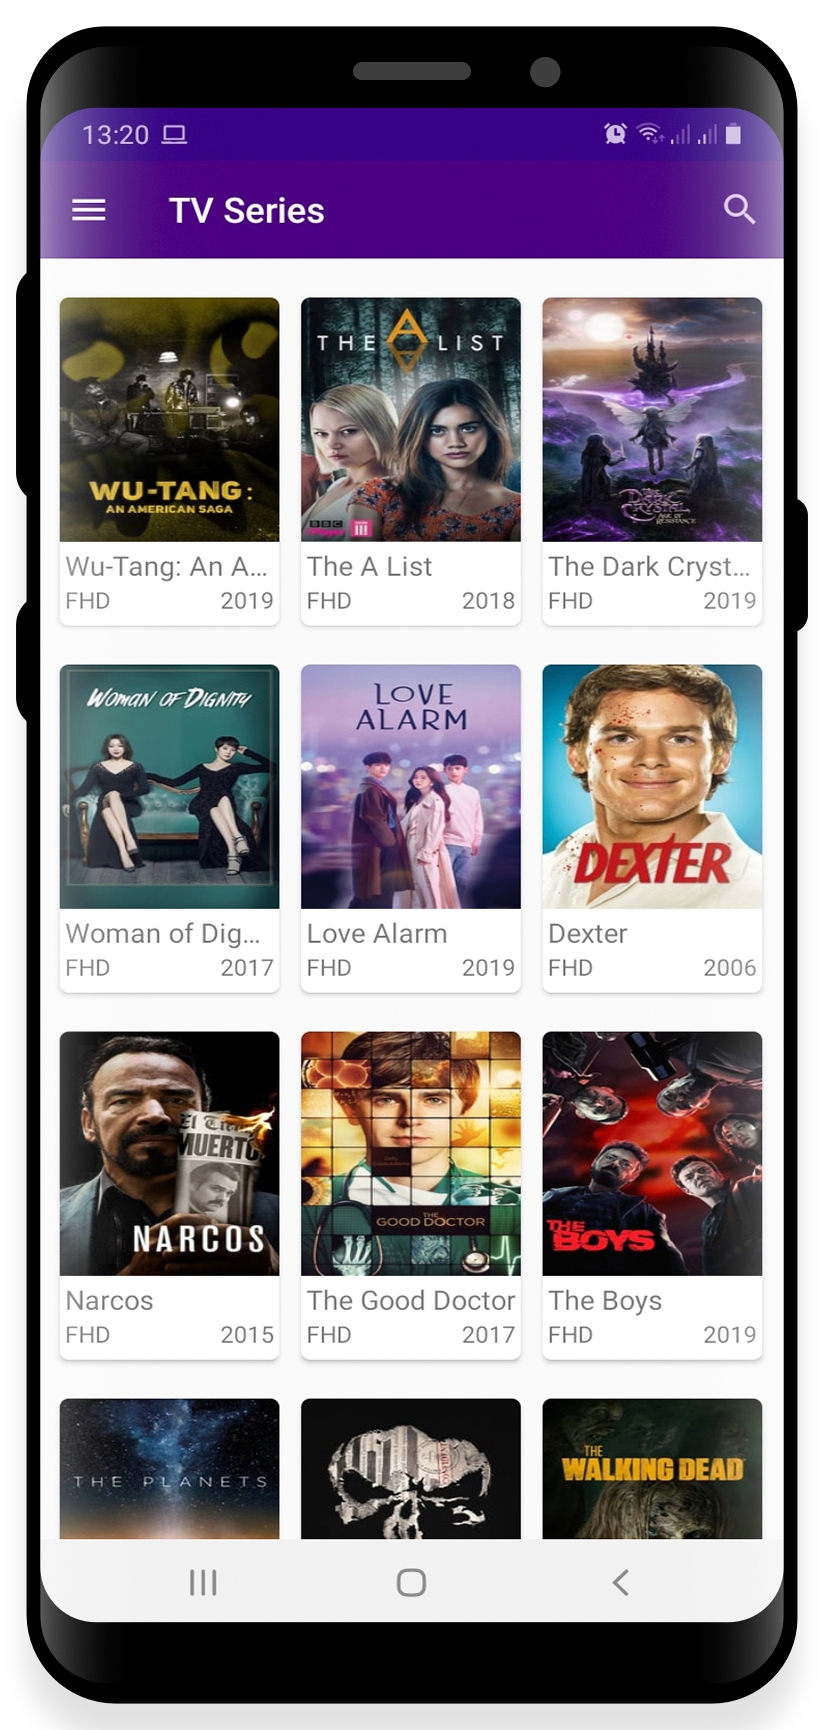 13:20
TV Series
WU-TANG:
AN AMERICAN SAGA
THE A LIST
BBC
THE DARK CRYSTAL
AGE OF RESISTANCE
Wu-Tang: An A...
FHD 2019
The A List
FHD 2018
The Dark Cryst...
FHD 2019
WOMAN OF DIGNITY
LOVE
ALARM
DEXTER
Woman of Dig...
FHD 2017
Love Alarm
FHD 2019
Dexter
FHD 2006
El
MUERTO
NARCOS
THE
GOOD DOCTOR
THE
BOYS
Narcos
FHD 2015
The Good Doctor
FHD 2017
The Boys
FHD 2019
THE PLANETS
THE
WALKING DEAD